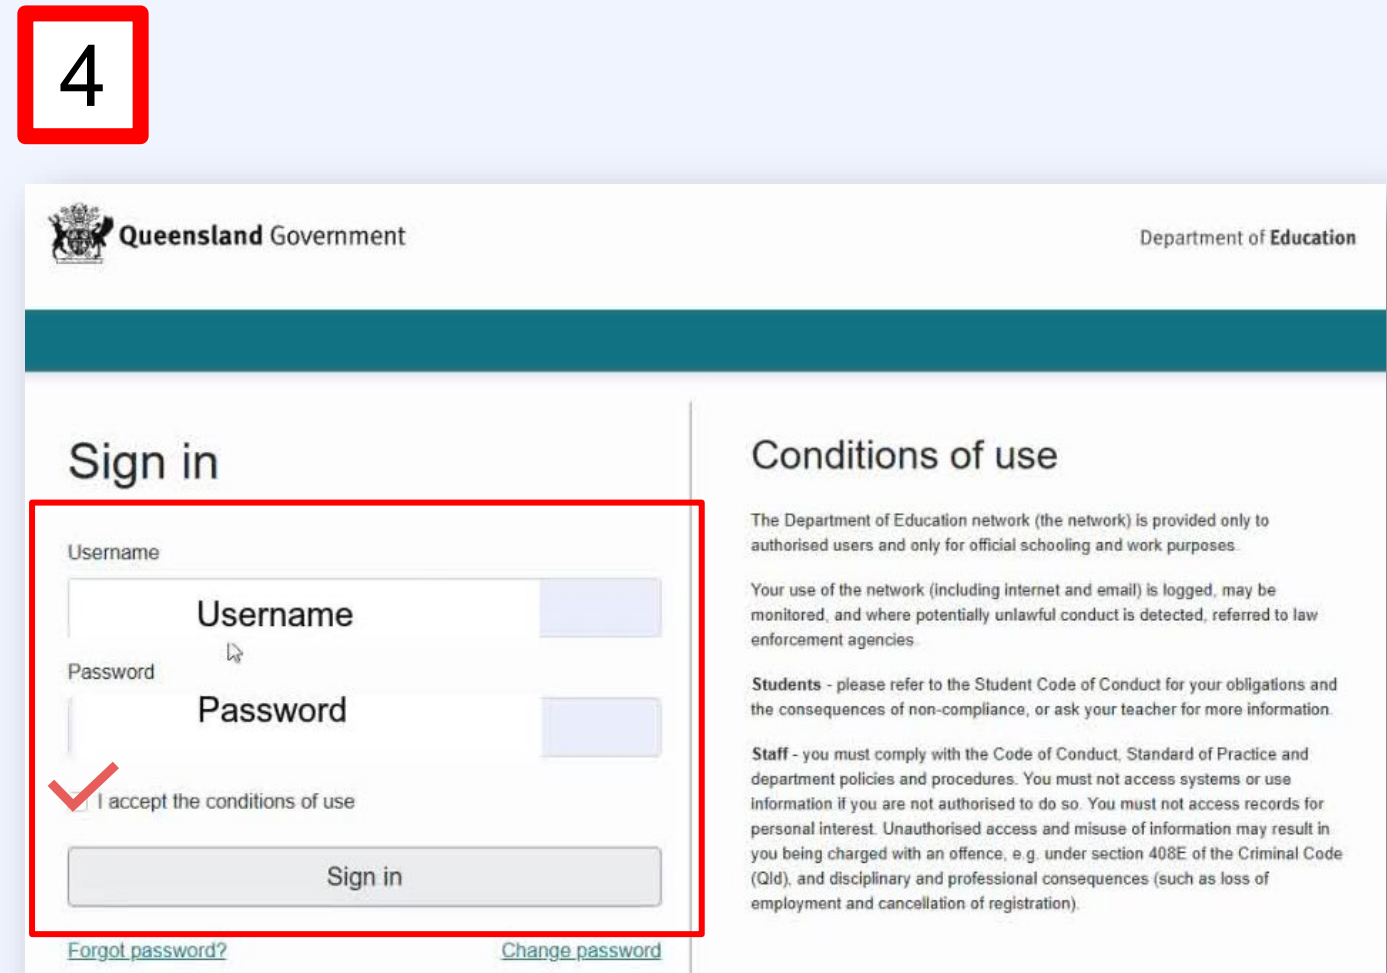 4
Queensland Government
Department of Education
Sign in
Username
Username
Password
Password
I accept the conditions of use
Sign in
Forgot password?
Change password
Conditions of use
The Department of Education network (the network) is provided only to
authorised users and only for official schooling and work purposes.
Your use of the network (including internet and email) is logged, may be
monitored, and where potentially unlawful conduct is detected, referred to law
enforcement agencies.
Students - please refer to the Student Code of Conduct for your obligations and
the consequences of non-compliance, or ask your teacher for more information.
Staff - you must comply with the Code of Conduct, Standard of Practice and
department policies and procedures. You must not access systems or use
information if you are not authorised to do so. You must not access records for
personal interest. Unauthorised access and misuse of information may result in
you being charged with an offence, e.g. under section 408E of the Criminal Code
(Qld), and disciplinary and professional consequences (such as loss of
employment and cancellation of registration).